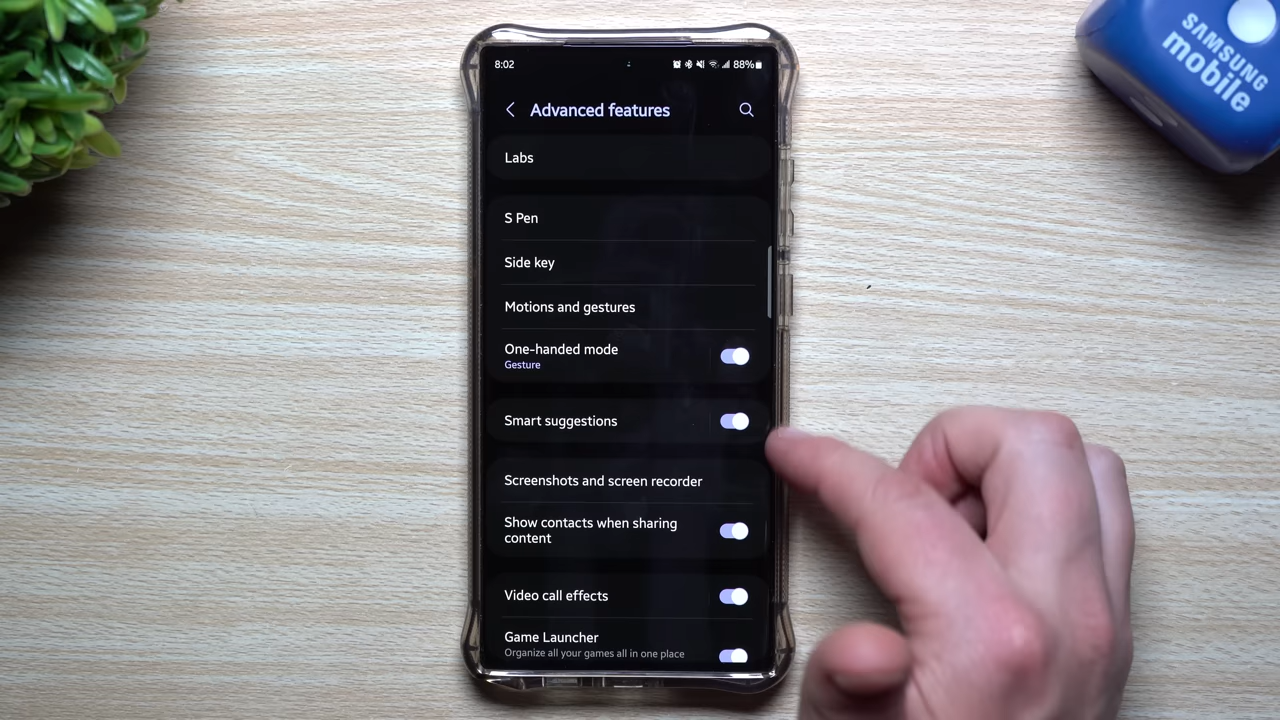 8:02
88%
Advanced features
Labs
S Pen
Side key
Motions and gestures
One-handed mode
Gesture
Smart suggestions
Screenshots and screen recorder
Show contacts when sharing
content
Video call effects
Game Launcher
Organize all your games all in one place
SAMSUNG
mobile